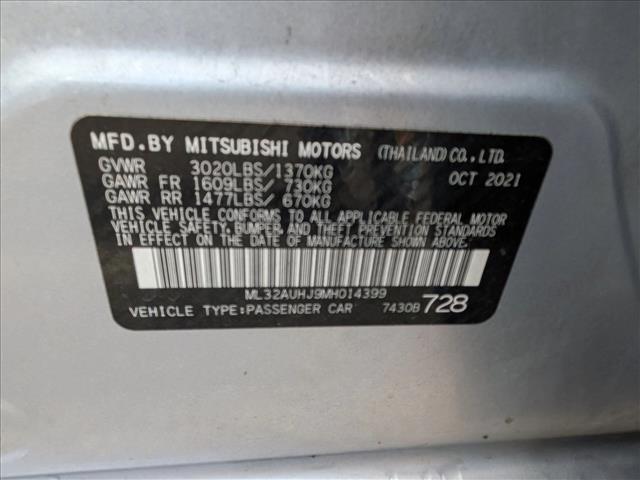 MFD. BY MITSUBISHI MOTORS (THAILAND) CO., LTD.
GVWR 3020LBS/1370KG OCT 2021
GAWR FR 1609LBS/ 730KG
GAWR RR 1477LBS/ 670KG
THIS VEHICLE CONFORMS TO ALL APPLICABLE FEDERAL MOTOR
VEHICLE SAFETY, BUMPER, AND THEFT PREVENTION STANDARDS
IN EFFECT ON THE DATE OF MANUFACTURE SHOWN ABOVE.
ML32AUHJ9MH014399
VEHICLE TYPE:PASSENGER CAR 7430B 728